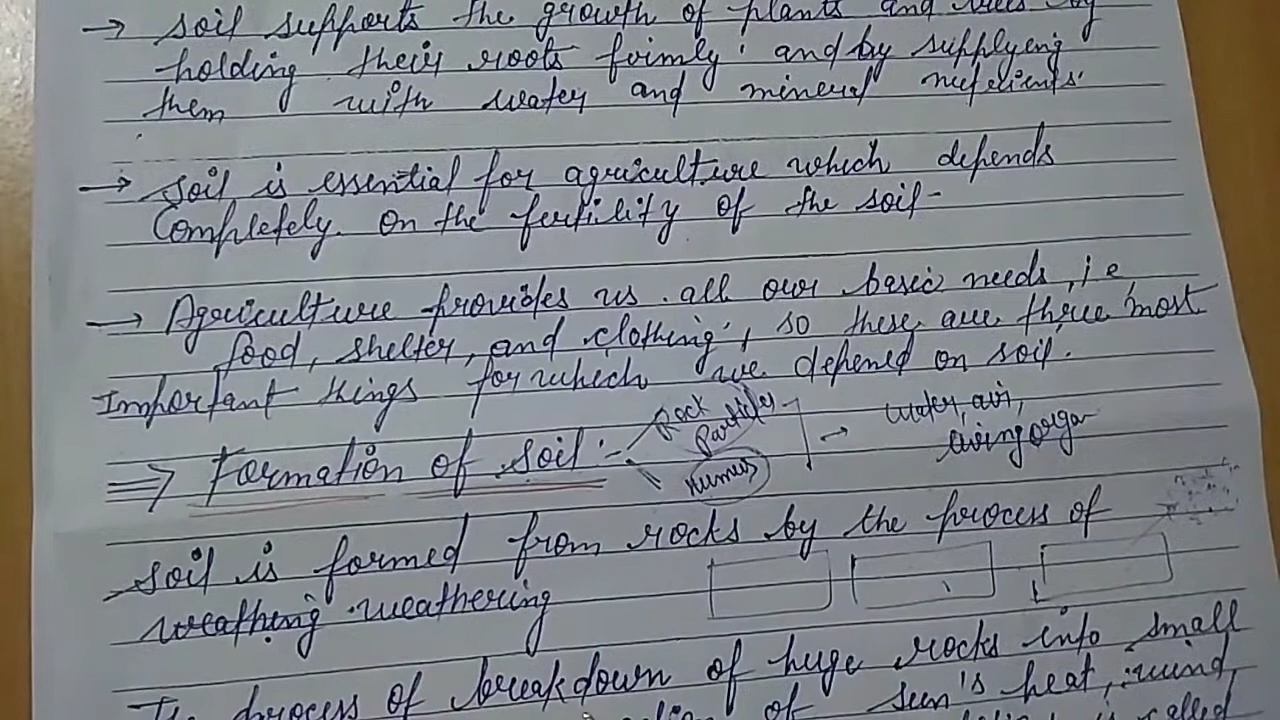 → soil supports the growth of plants and trees by
holding their roots firmly and by supplyeing
them with water and mineral nutrients.
→ soil is essential for agriculture which depends
Completely. On the fertility of the soil-
→ Agriculture provides us all our basic needs, i.e,
food, shelter, and clothing, so these are three most
Important things for which we depened on soil.
⇒ Formation of soil :-
Rock
Particles
Humus
→ Water, air,
living orga
soil is formed from rocks by the process of
weathing weathering
The process of breakdown of huge rocks into small
of sun's heat, wind,
is called